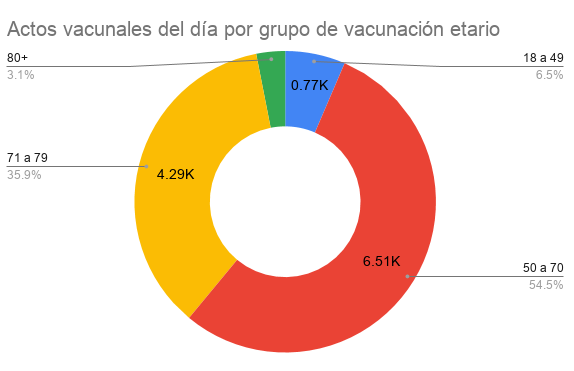 Actos vacunales del día por grupo de vacunación etario
80+
3.1%
18 a 49
6.5%
0.77K
71 a 79
35.9%
4.29K
6.51K
50 a 70
54.5%